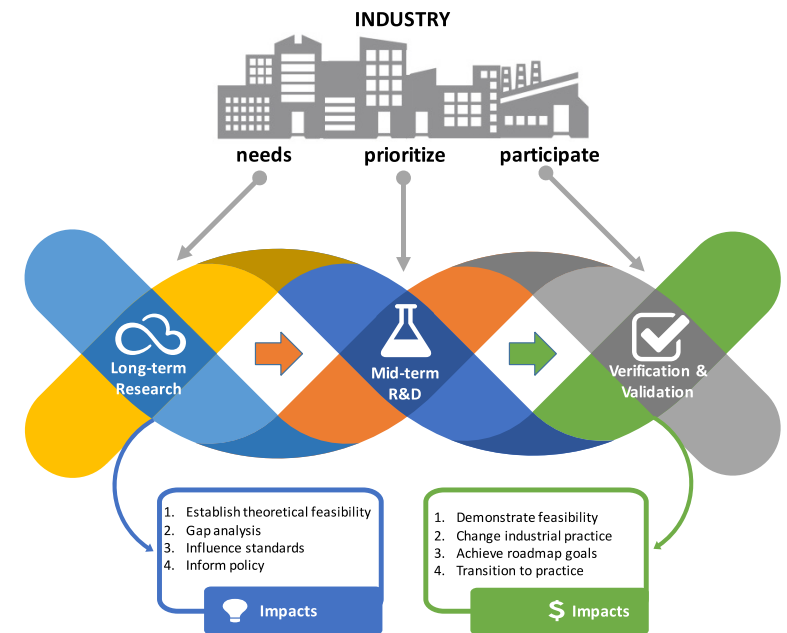 INDUSTRY
needs prioritize participate
Long-term
Research
Mid-term
R&D
Verification &
Validation
1. Establish theoretical feasibility
2. Gap analysis
3. Influence standards
4. Inform policy
Impacts
1. Demonstrate feasibility
2. Change industrial practice
3. Achieve roadmap goals
4. Transition to practice
$ Impacts